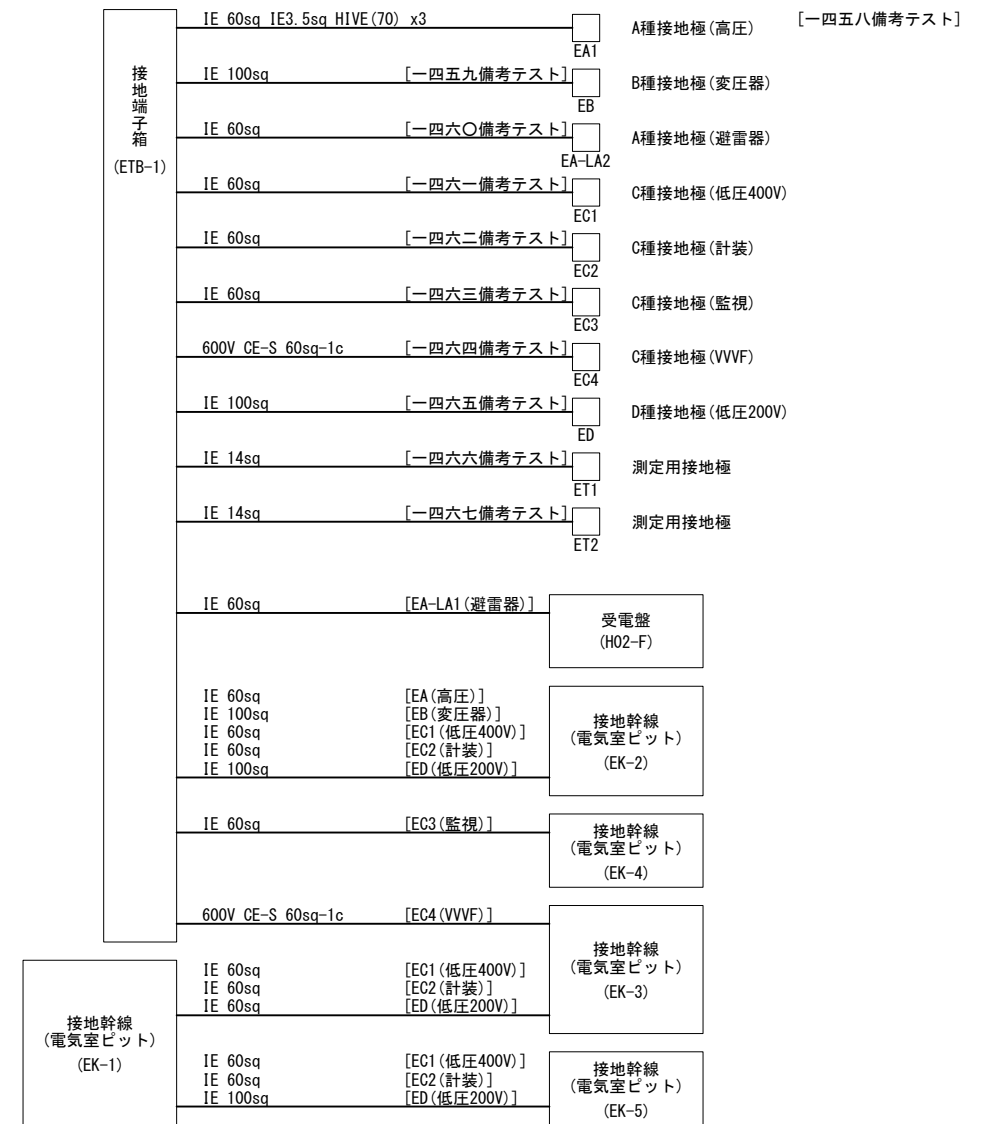 IE 60sq IE3.5sq HIVE(70) x3
EA1
A種接地極(高圧)
[一四五八備考テスト]
接地端子箱
(ETB-1)
IE 100sq
[一四五九備考テスト]
EB
B種接地極(変圧器)
IE 60sq
[一四六〇備考テスト]
EA-LA2
A種接地極(避雷器)
IE 60sq
[一四六一備考テスト]
EC1
C種接地極(低圧400V)
IE 60sq
[一四六二備考テスト]
EC2
C種接地極(計装)
IE 60sq
[一四六三備考テスト]
EC3
C種接地極(監視)
600V CE-S 60sq-1c
[一四六四備考テスト]
EC4
C種接地極(VVVF)
IE 100sq
[一四六五備考テスト]
ED
D種接地極(低圧200V)
IE 14sq
[一四六六備考テスト]
ET1
測定用接地極
IE 14sq
[一四六七備考テスト]
ET2
測定用接地極
IE 60sq
[EA-LA1(避雷器)]
受電盤
(H02-F)
IE 60sq
[EA(高圧)]
IE 100sq
[EB(変圧器)]
IE 60sq
[EC1(低圧400V)]
IE 60sq
[EC2(計装)]
IE 100sq
[ED(低圧200V)]
接地幹線
(電気室ピット)
(EK-2)
IE 60sq
[EC3(監視)]
接地幹線
(電気室ピット)
(EK-4)
600V CE-S 60sq-1c
[EC4(VVVF)]
IE 60sq
[EC1(低圧400V)]
IE 60sq
[EC2(計装)]
IE 60sq
[ED(低圧200V)]
接地幹線
(電気室ピット)
(EK-3)
接地幹線
(電気室ピット)
(EK-1)
IE 60sq
[EC1(低圧400V)]
IE 60sq
[EC2(計装)]
IE 100sq
[ED(低圧200V)]
接地幹線
(電気室ピット)
(EK-5)